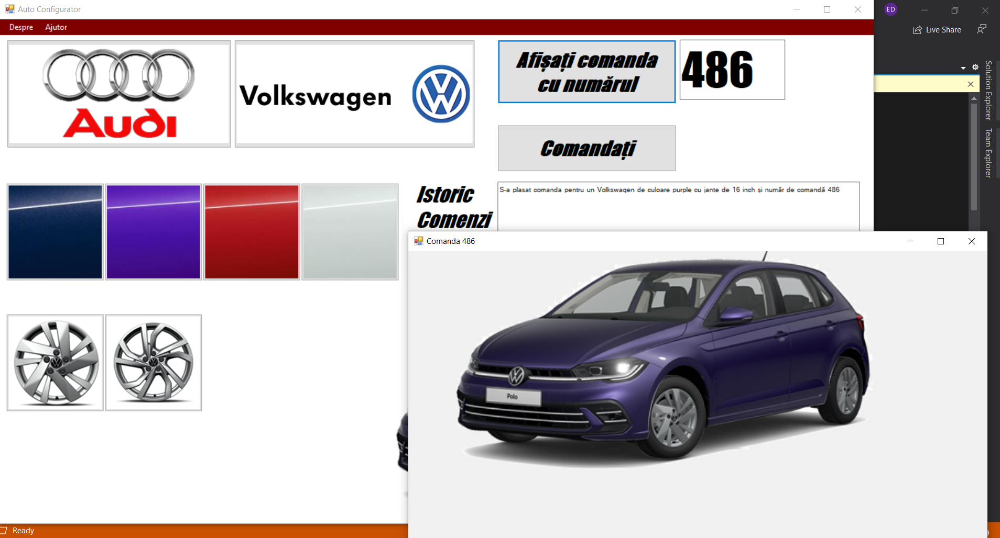 Auto Configurator
ED
Despre Ajutor
Live Share
Audi
Volkswagen
Afișați comanda
cu numărul
486
Solution Explorer
Team Explorer
Comandați
Istoric
Comenzi
S-a plasat comanda pentru un Volkswagen de culoare purple cu jante de 16 inch și număr de comandă 486
Comanda 486
Polo
Ready